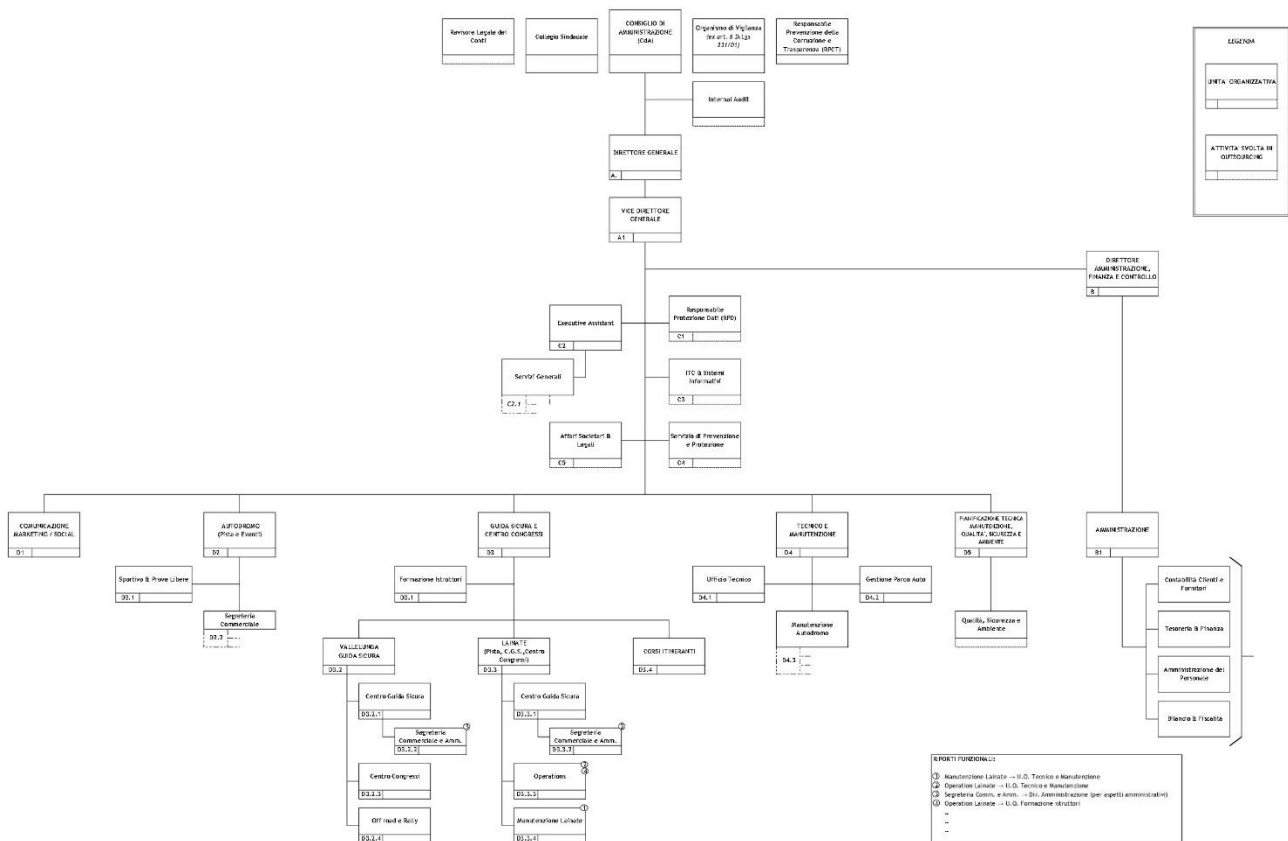 Revisore Legale dei
Conti
Collegio Sindacale
CONSIGLIO DI
AMMINISTRAZIONE
(CdA)
Organismo di Vigilanza
(ex art. 6 D.Lgs
231/01)
Responsabile
Prevenzione della
Corruzione e
Trasparenza (RPCT)
LEGENDA
UNITA' ORGANIZZATIVA
ATTIVITA' SVOLTA IN
OUTSOURCING
Internal Audit
DIRETTORE GENERALE
A.
VICE DIRETTORE
GENERALE
A1
DIRETTORE
AMMINISTRAZIONE,
FINANZA E CONTROLLO
B
Executive Assistant
C2
Responsabile
Protezione Dati (RPD)
C1
Servizi Generali
C2.1
ITC & Sistemi
Informativi
C3
Affari Societari &
Legali
C5
Servizio di Prevenzione
e Protezione
C4
COMUNICAZIONE
MARKETING / SOCIAL
D1
AUTODROMO
(Pista e Eventi)
D2
GUIDA SICURA E
CENTRO CONGRESSI
D3
TECNICO E
MANUTENZIONE
D4
PIANIFICAZIONE TECNICA
MANUTENZIONE,
QUALITA', SICUREZZA E
AMBIENTE
D5
AMMINISTRAZIONE
B1
Sportivo & Prove Libere
Segreteria
Commerciale
Formazione Istruttori
Ufficio Tecnico
D4.1
Gestione Parco Auto
D4.2
Manutenzione
Autodromo
D4.3
Qualità, Sicurezza e
Ambiente
Contabilità Clienti e
Fornitori
Tesoreria & Finanza
Amministrazione del
Personale
Bilancio & Fiscalità
VALLELUNGA
GUIDA SICURA
D3.2
LAINATE
(Pista, C.G.S.,Centro
Congressi)
D3.3
CORSI ITINERANTI
D3.4
Centro Guida Sicura
D3.2.1
Segreteria
Commerciale e Amm.
D3.2.2
Centro Congressi
D3.2.3
Off road e Rally
D3.2.4
Centro Guida Sicura
D3.3.1
Segreteria
Commerciale e Amm.
D3.3.2
Operations
D3.3.3
Manutenzione Lainate
D3.3.4
RIPORTI FUNZIONALI:
① Manutenzione Lainate → U.O. Tecnico e Manutenzione
② Operation Lainate → U.O. Tecnico e Manutenzione
③ Segreteria Comm. e Amm. → Dir. Amministrazione (per aspetti amministrativi)
④ Operation Lainate → U.O. Formazione Istruttori